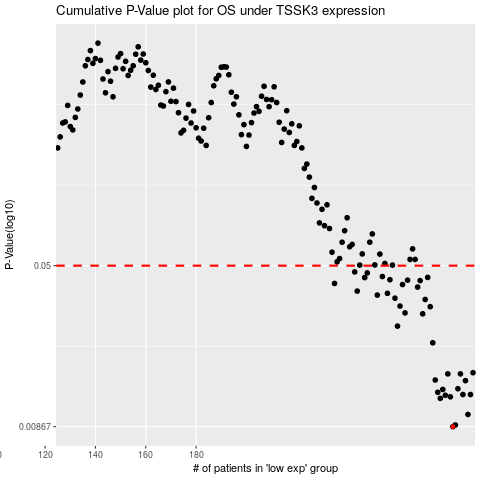 Cumulative P-Value plot for OS under TSSK3 expression
P-Value(log10)
0.05
0.00867
0 120 140 160 180
# of patients in 'low exp' group